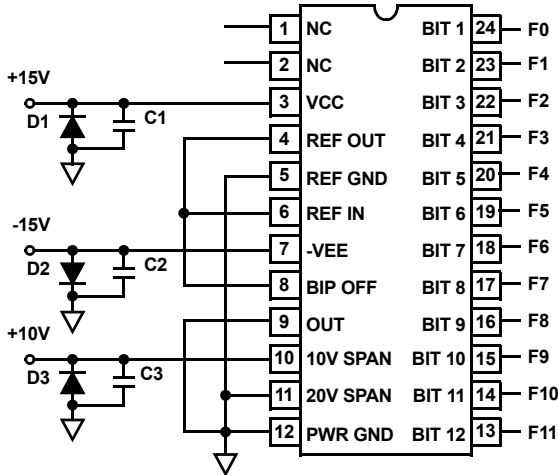 1 NC BIT 1 24 F0
2 NC BIT 2 23 F1
+15V
3 VCC BIT 3 22 F2
D1 C1
4 REF OUT BIT 4 21 F3
5 REF GND BIT 5 20 F4
6 REF IN BIT 6 19 F5
-15V
7 -VEE BIT 7 18 F6
D2 C2
8 BIP OFF BIT 8 17 F7
9 OUT BIT 9 16 F8
+10V
10 10V SPAN BIT 10 15 F9
D3 C3
11 20V SPAN BIT 11 14 F10
12 PWR GND BIT 12 13 F11